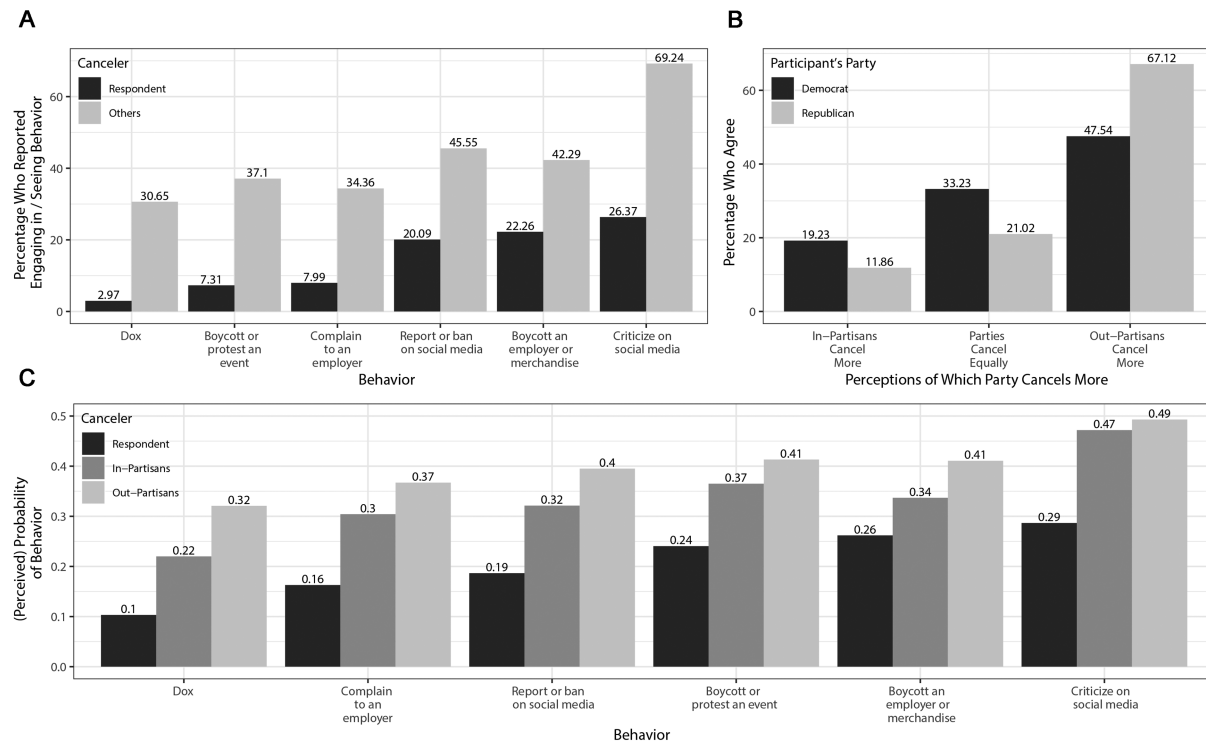 A
Percentage Who Reported
Engaging in / Seeing Behavior
60
40
20
0
Canceler
Respondent
Others
2.97
30.65
7.31
37.1
7.99
34.36
20.09
45.55
22.26
42.29
26.37
69.24
Dox
Boycott or
protest an
event
Complain
to an
employer
Report or ban
on social media
Boycott an
employer or
merchandise
Criticize on
social media
Behavior
B
Percentage Who Agree
60
40
20
0
Participant's Party
Democrat
Republican
19.23
11.86
33.23
21.02
47.54
67.12
In−Partisans
Cancel
More
Parties
Cancel
Equally
Out−Partisans
Cancel
More
Perceptions of Which Party Cancels More
C
(Perceived) Probability
of Behavior
0.5
0.4
0.3
0.2
0.1
0.0
Canceler
Respondent
In−Partisans
Out−Partisans
0.1
0.22
0.32
0.16
0.3
0.37
0.19
0.32
0.4
0.24
0.37
0.41
0.26
0.34
0.41
0.29
0.47
0.49
Dox
Complain
to an
employer
Report or ban
on social media
Boycott or
protest an event
Boycott an
employer or
merchandise
Criticize on
social media
Behavior